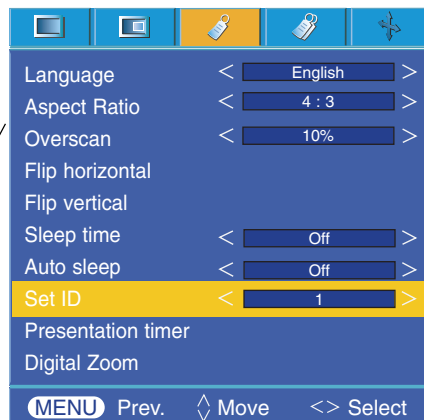 Language < English >
Aspect Ratio < 4 : 3 >
Overscan < 10% >
Flip horizontal
Flip vertical
Sleep time < Off >
Auto sleep < Off >
Set ID < 1 >
Presentation timer
Digital Zoom
MENU Prev. Move <> Select